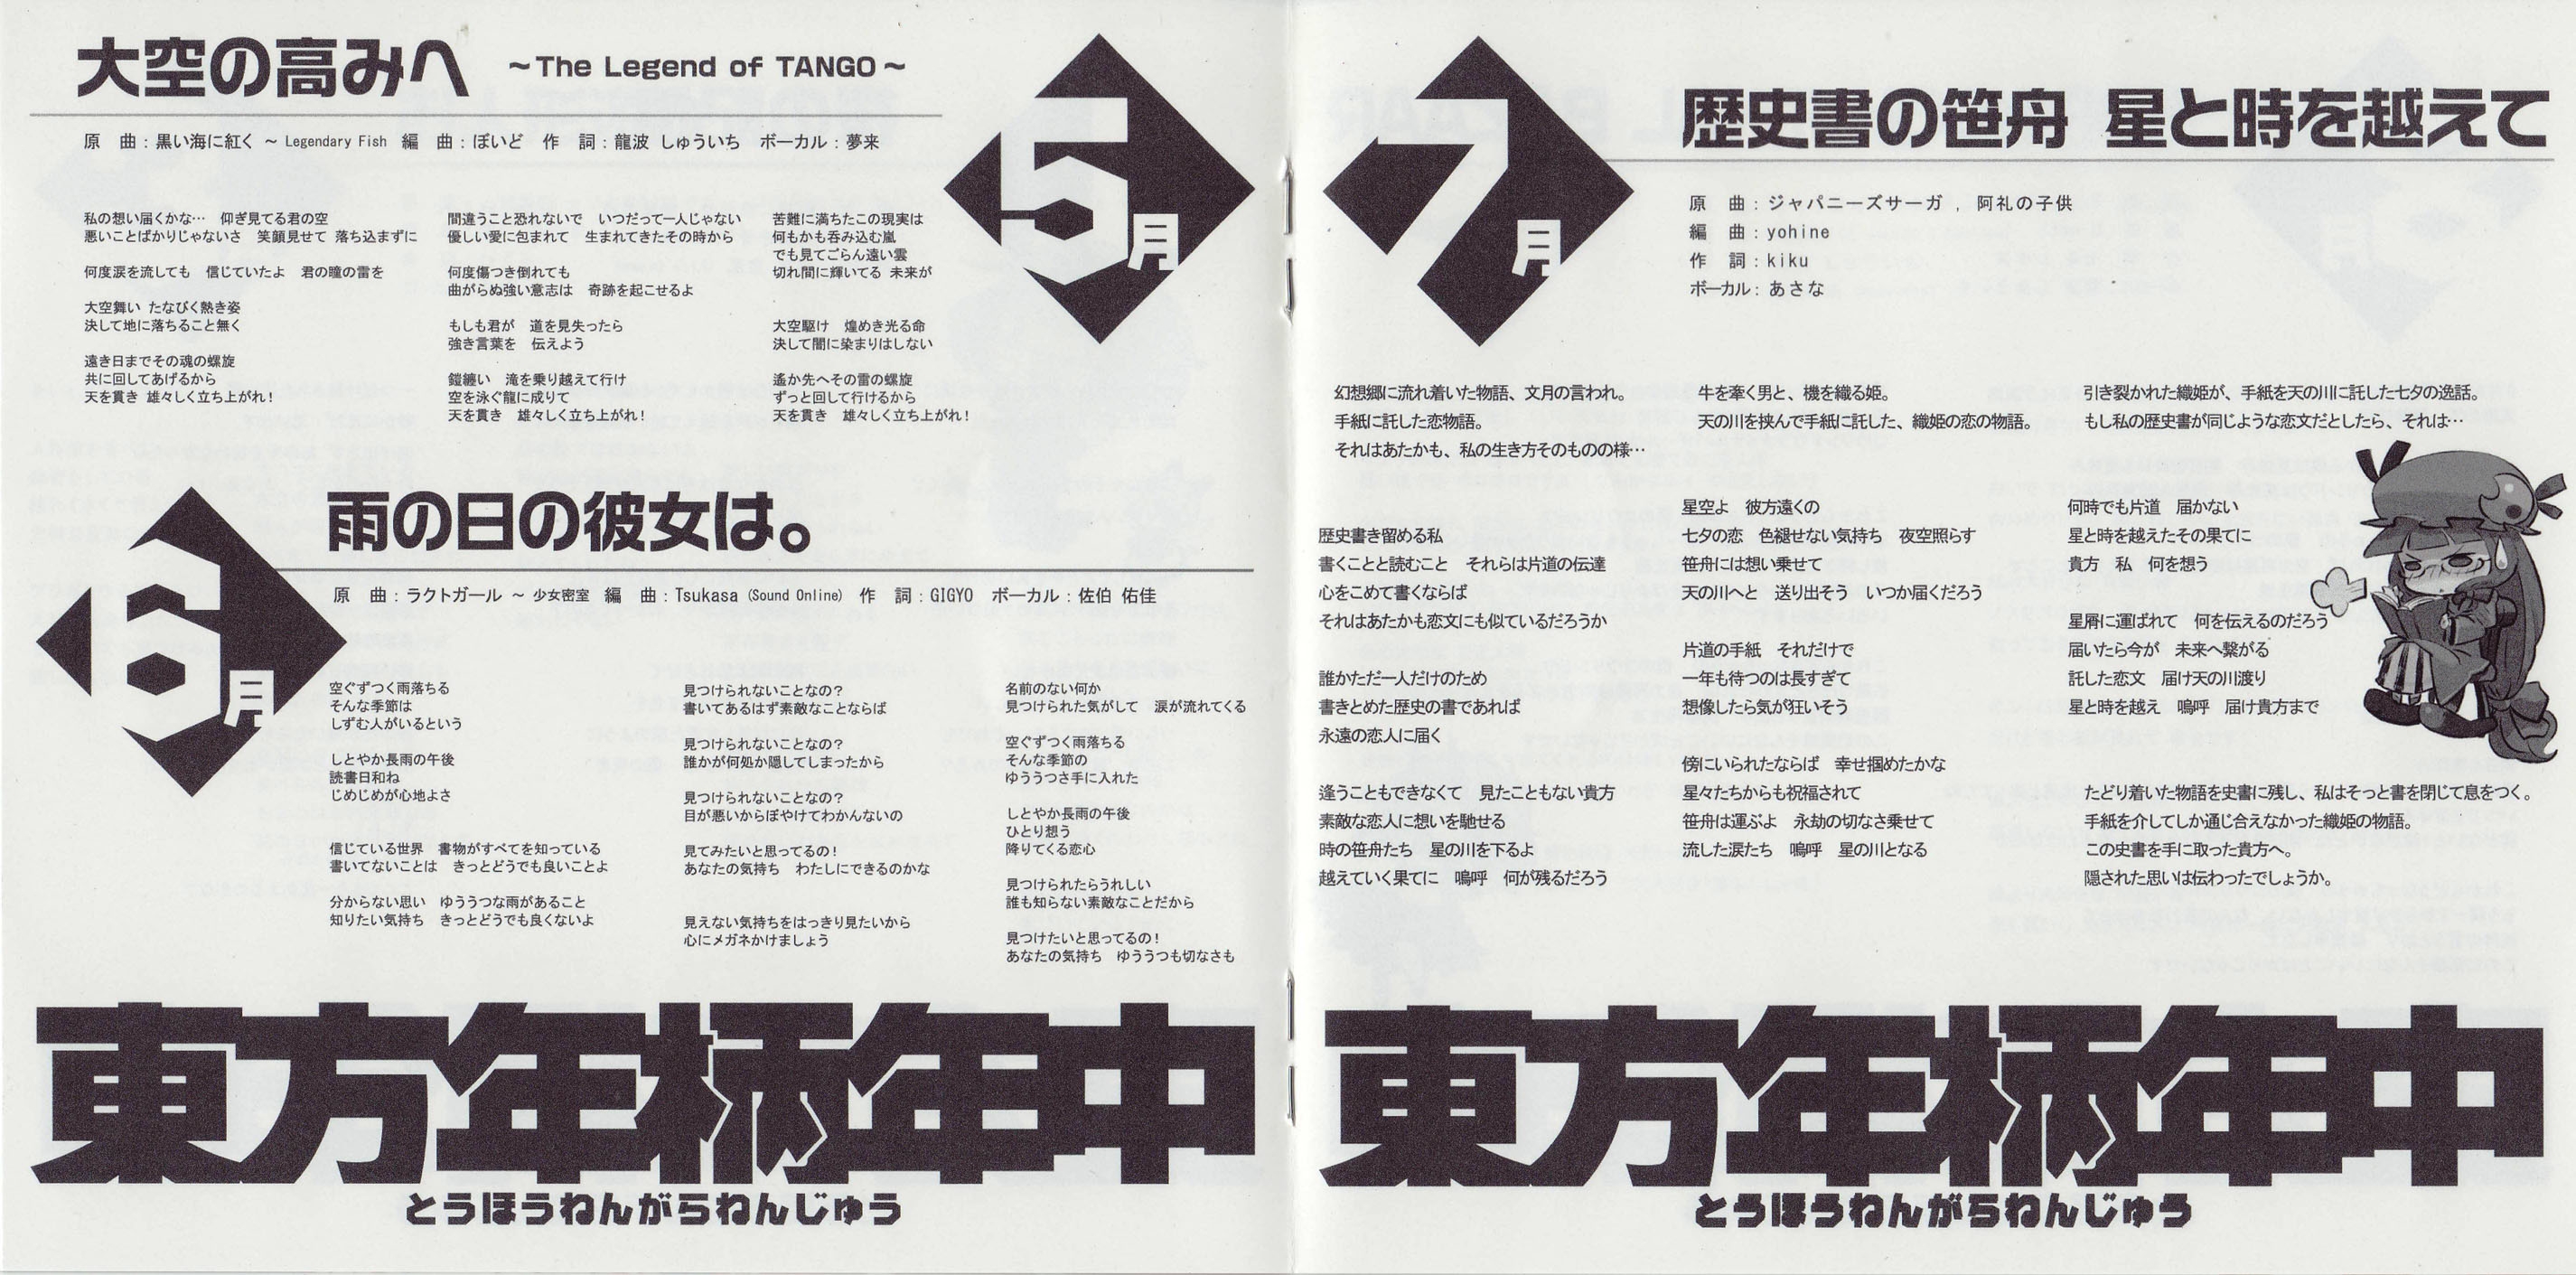 大空の高みへ ～The Legend of TANGO～
原　曲：黒い海に紅く ～ Legendary Fish 編　曲：ぽいど 作　詞：龍波 しゅういち ボーカル：夢来
5月
私の想い届くかな…　仰ぎ見てる君の空
悪いことばかりじゃないさ　笑顔見せて 落ち込まずに
何度涙を流しても　信じていたよ　君の瞳の雷を
大空舞い たなびく熱き姿
決して地に落ちること無く
遠き日までその魂の螺旋
共に回してあげるから
天を貫き 雄々しく立ち上がれ！
間違うこと恐れないで　いつだって一人じゃない
優しい愛に包まれて　生まれてきたその時から
何度傷つき倒れても
曲がらぬ強い意志は　奇跡を起こせるよ
もしも君が　道を見失ったら
強き言葉を　伝えよう
鎧纏い　滝を乗り越えて行け
空を泳ぐ龍に成りて
天を貫き　雄々しく立ち上がれ！
苦難に満ちたこの現実は
何もかも呑み込む嵐
でも見てごらん遠い雲
切れ間に輝いてる 未来が
大空駆け　煌めき光る命
決して闇に染まりはしない
遙か先へその雷の螺旋
ずっと回して行けるから
天を貫き　雄々しく立ち上がれ！
6月
雨の日の彼女は。
原　曲：ラクトガール ～ 少女密室 編　曲：Tsukasa (Sound Online) 作　詞：GIGYO ボーカル：佐伯 佑佳
空ぐずつく雨落ちる
そんな季節は
しずむ人がいるという
しとやか長雨の午後
読書日和ね
じめじめが心地よさ
信じている世界　書物がすべてを知っている
書いてないことは　きっとどうでも良いことよ
分からない思い　ゆううつな雨があること
知りたい気持ち　きっとどうでも良くないよ
見つけられないことなの？
書いてあるはず素敵なことならば
見つけられないことなの？
誰かが何処か隠してしまったから
見つけられないことなの？
目が悪いからぼやけてわかんないの
見てみたいと思ってるの！
あなたの気持ち　わたしにできるのかな
見えない気持ちをはっきり見たいから
心にメガネかけましょう
名前のない何か
見つけられた気がして　涙が流れてくる
空ぐずつく雨落ちる
そんな季節の
ゆううつさ手に入れた
しとやか長雨の午後
ひとり想う
降りてくる恋心
見つけられたらうれしい
誰も知らない素敵なことだから
見つけたいと思ってるの！
あなたの気持ち　ゆううつも切なさも
東方年柄年中
とうほうねんがらねんじゅう
7月
歴史書の笹舟 星と時を越えて
原　曲：ジャパニーズサーガ ，阿礼の子供
編　曲：yohine
作　詞：kiku
ボーカル：あさな
幻想郷に流れ着いた物語、文月の言われ。
手紙に託した恋物語。
それはあたかも、私の生き方そのものの様…
牛を牽く男と、機を織る姫。
天の川を挟んで手紙に託した、織姫の恋の物語。
引き裂かれた織姫が、手紙を天の川に託した七夕の逸話。
もし私の歴史書が同じような恋文だとしたら、それは…
歴史書き留める私
書くことと読むこと　それらは片道の伝達
心をこめて書くならば
それはあたかも恋文にも似ているだろうか
誰かただ一人だけのため
書きとめた歴史の書であれば
永遠の恋人に届く
逢うこともできなくて　見たこともない貴方
素敵な恋人に想いを馳せる
時の笹舟たち　星の川を下るよ
越えていく果てに　嗚呼　何が残るだろう
星空よ　彼方遠くの
七夕の恋　色褪せない気持ち　夜空照らす
笹舟には想い乗せて
天の川へと　送り出そう　いつか届くだろう
片道の手紙　それだけで
一年も待つのは長すぎて
想像したら気が狂いそう
傍にいられたならば　幸せ掴めたかな
星々たちからも祝福されて
笹舟は運ぶよ　永劫の切なさ乗せて
流した涙たち　嗚呼　星の川となる
何時でも片道　届かない
星と時を越えたその果てに
貴方　私　何を想う
星屑に運ばれて　何を伝えるのだろう
届いたら今が　未来へ繋がる
託した恋文　届け天の川渡り
星と時を越え　嗚呼　届け貴方まで
たどり着いた物語を史書に残し、私はそっと書を閉じて息をつく。
手紙を介してしか通じ合えなかった織姫の物語。
この史書を手に取った貴方へ。
隠された思いは伝わったでしょうか。
東方年柄年中
とうほうねんがらねんじゅう